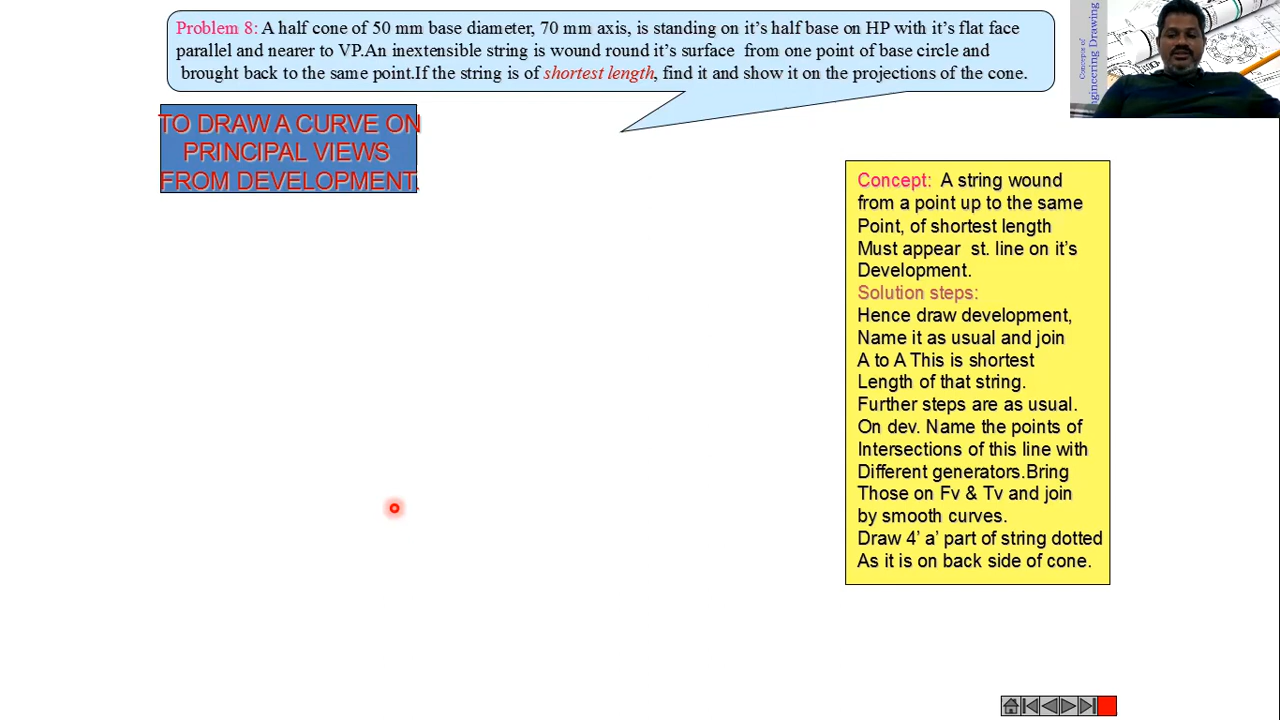 Problem 8: A half cone of 50 mm base diameter, 70 mm axis, is standing on it's half base on HP with it's flat face
parallel and nearer to VP.An inextensible string is wound round it's surface from one point of base circle and
brought back to the same point.If the string is of shortest length, find it and show it on the projections of the cone.
TO DRAW A CURVE ON
PRINCIPAL VIEWS
FROM DEVELOPMENT.
Concept: A string wound
from a point up to the same
Point, of shortest length
Must appear st. line on it's
Development.
Solution steps:
Hence draw development,
Name it as usual and join
A to A This is shortest
Length of that string.
Further steps are as usual.
On dev. Name the points of
Intersections of this line with
Different generators.Bring
Those on Fv & Tv and join
by smooth curves.
Draw 4’ a’ part of string dotted
As it is on back side of cone.
Concepts of
ngineering Drawing